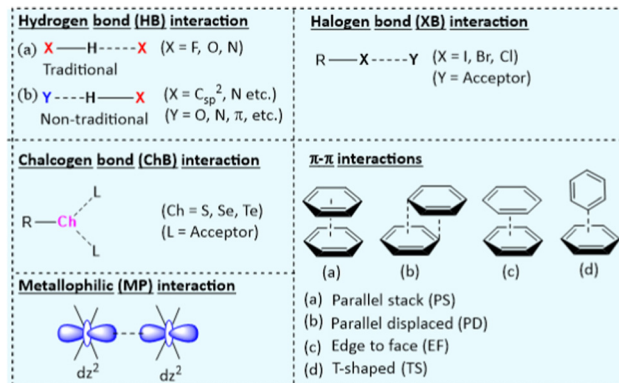 Hydrogen bond (HB) interaction
(a) X—H-----X (X = F, O, N)
Traditional
(b) Y----H—X (X = Csp², N etc.)
Non-traditional (Y = O, N, π, etc.)
Halogen bond (XB) interaction
R—X-----Y (X = I, Br, Cl)
(Y = Acceptor)
Chalcogen bond (ChB) interaction
L
R—Ch (Ch = S, Se, Te)
(L = Acceptor)
L
π-π interactions
(a) (b) (c) (d)
(a) Parallel stack (PS)
(b) Parallel displaced (PD)
(c) Edge to face (EF)
(d) T-shaped (TS)
Metallophilic (MP) interaction
dz² dz²